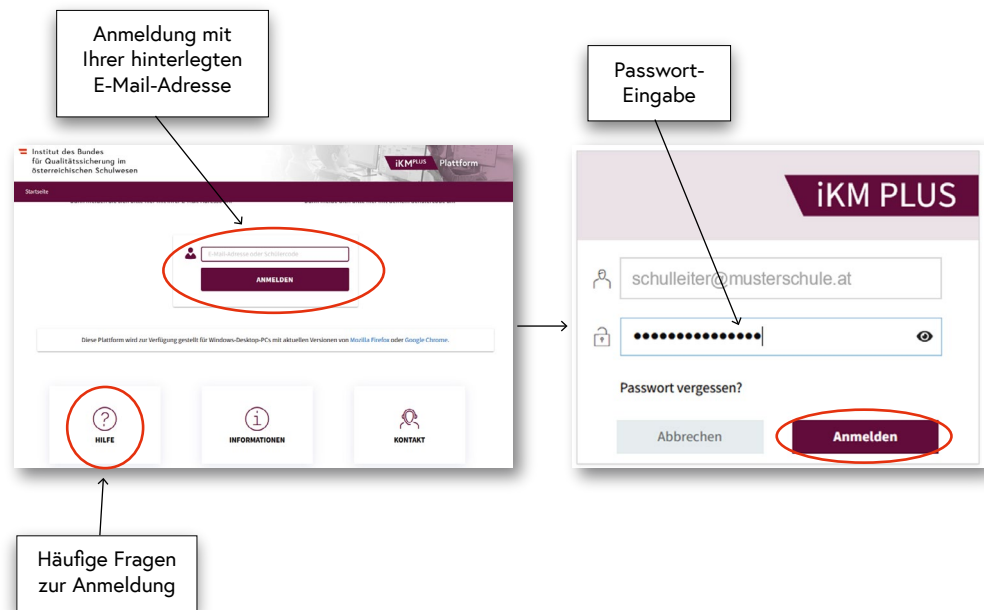 Anmeldung mit
Ihrer hinterlegten
E-Mail-Adresse
Passwort-
Eingabe
Institut des Bundes
für Qualitätssicherung im
österreichischen Schulwesen
iKMPLUS Plattform
Startseite
E-Mail-Adresse oder Schülercode
ANMELDEN
Diese Plattform wird zur Verfügung gestellt für Windows-Desktop-PCs mit aktuellen Versionen von Mozilla Firefox oder Google Chrome.
HILFE
INFORMATIONEN
KONTAKT
iKM PLUS
schulleiter@musterschule.at
Passwort vergessen?
Abbrechen
Anmelden
Häufige Fragen
zur Anmeldung